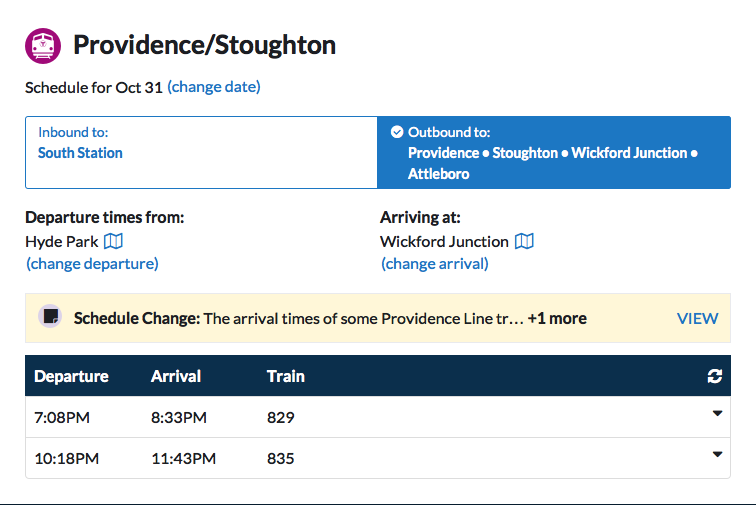 Providence/Stoughton
Schedule for Oct 31 (change date)
Inbound to:
South Station
Outbound to:
Providence • Stoughton • Wickford Junction •
Attleboro
Departure times from:
Hyde Park
(change departure)
Arriving at:
Wickford Junction
(change arrival)
Schedule Change: The arrival times of some Providence Line tr… +1 more VIEW
Departure Arrival Train
7:08PM 8:33PM 829
10:18PM 11:43PM 835